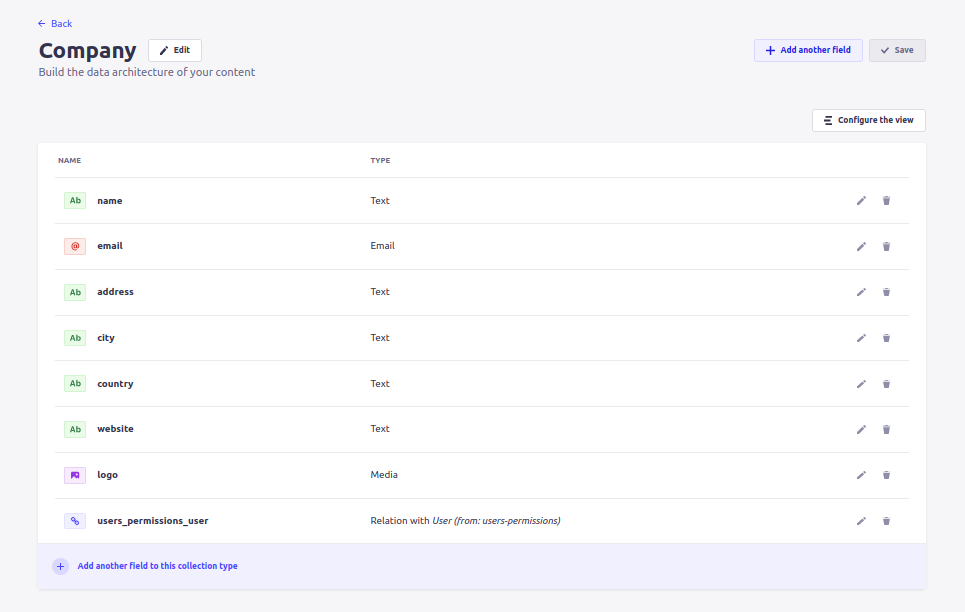 Back
Company Edit Add another field Save
Build the data architecture of your content
Configure the view
NAME TYPE
Ab name Text
@ email Email
Ab address Text
Ab city Text
Ab country Text
Ab website Text
logo Media
users_permissions_user Relation with User (from: users-permissions)
Add another field to this collection type